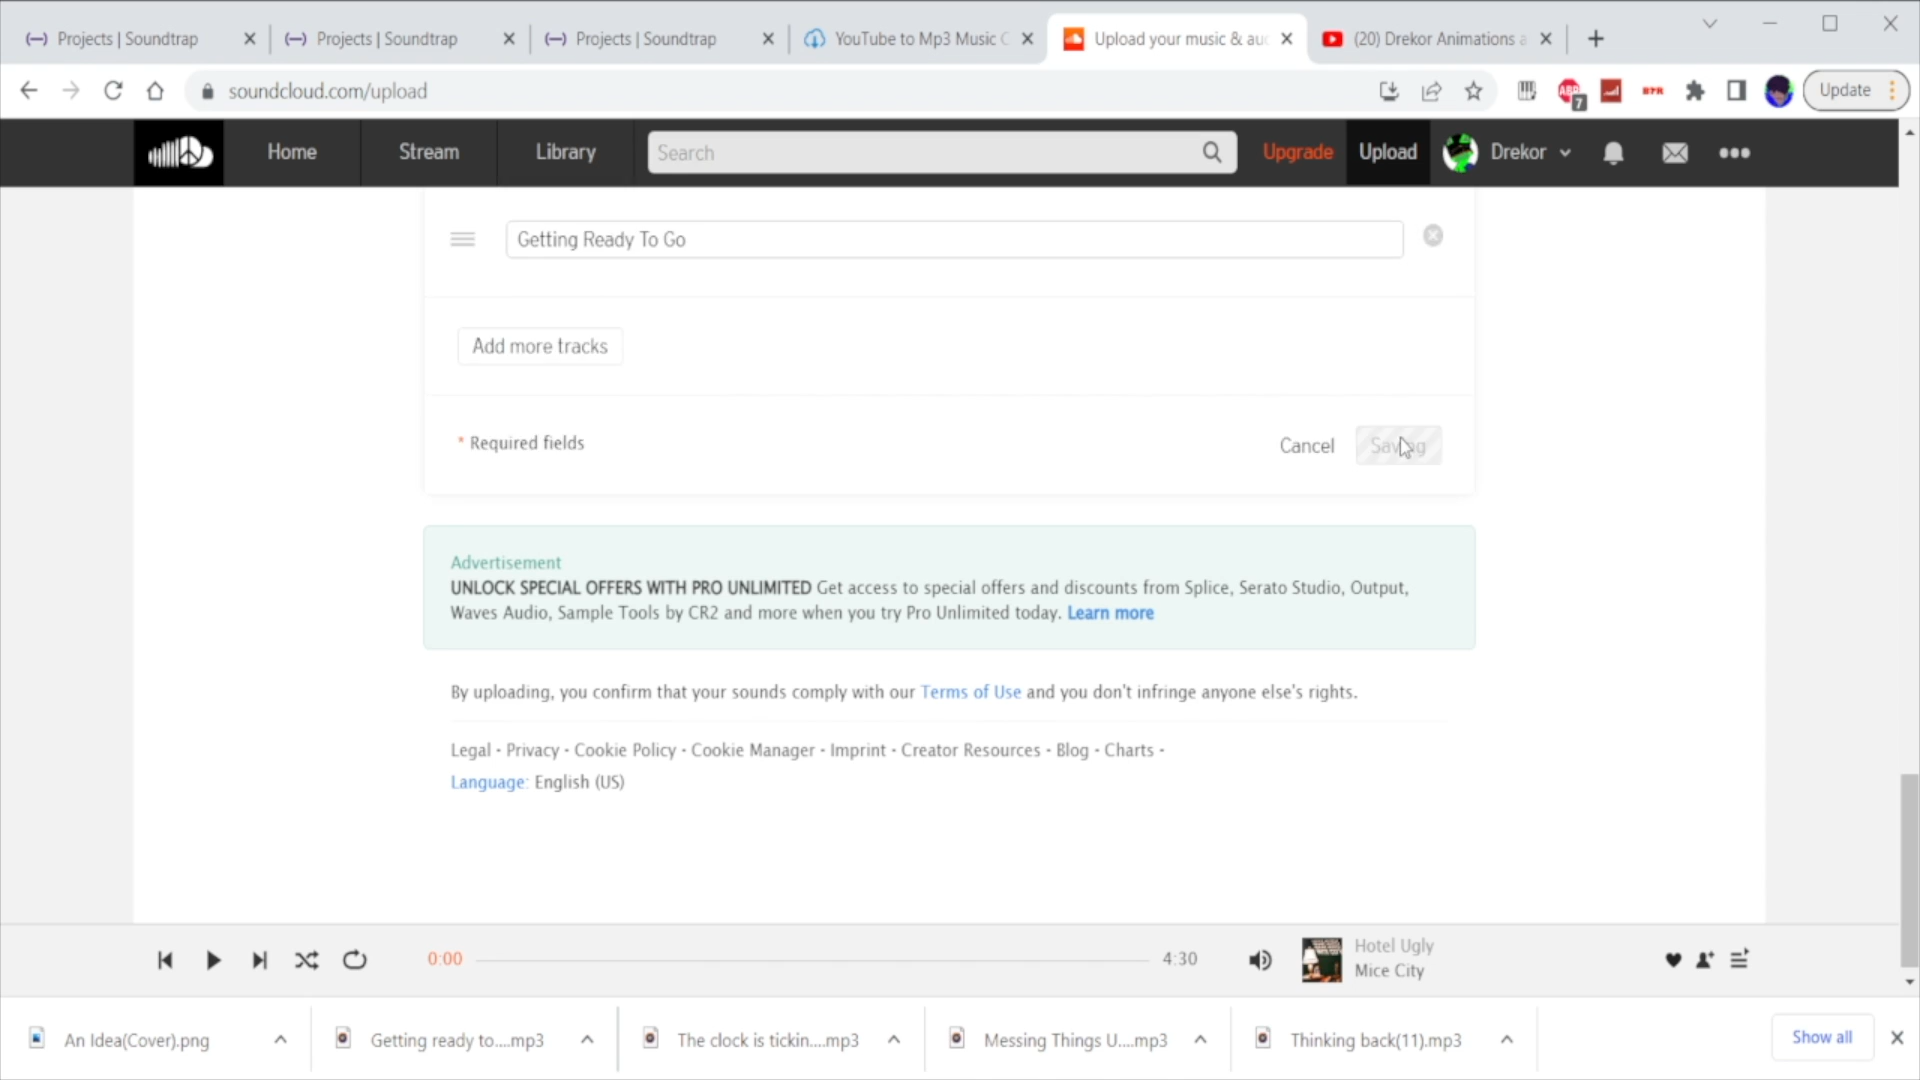 Projects | Soundtrap
Projects | Soundtrap
Projects | Soundtrap
YouTube to Mp3 Music C
Upload your music & au
(20) Drekor Animations a
soundcloud.com/upload
ABP
7
Update
Home
Stream
Library
Search
Upgrade
Upload
Drekor
Getting Ready To Go
Add more tracks
* Required fields
Cancel
Saving
Advertisement
UNLOCK SPECIAL OFFERS WITH PRO UNLIMITED Get access to special offers and discounts from Splice, Serato Studio, Output,
Waves Audio, Sample Tools by CR2 and more when you try Pro Unlimited today. Learn more
By uploading, you confirm that your sounds comply with our Terms of Use and you don't infringe anyone else's rights.
Legal - Privacy - Cookie Policy - Cookie Manager - Imprint - Creator Resources - Blog - Charts -
Language: English (US)
0:00
4:30
Hotel Ugly
Mice City
An Idea(Cover).png
Getting ready to....mp3
The clock is tickin....mp3
Messing Things U....mp3
Thinking back(11).mp3
Show all